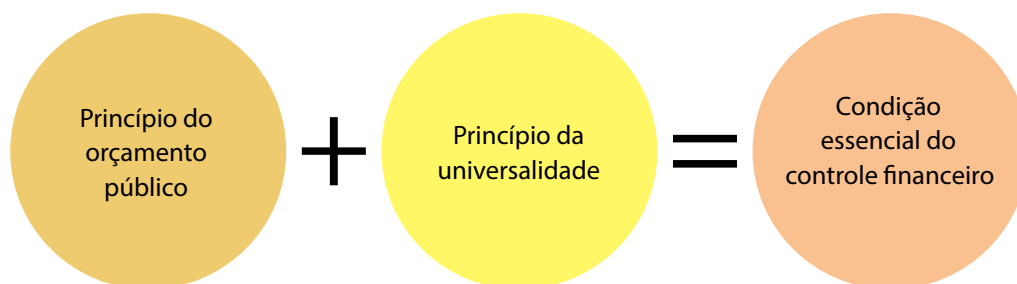 Princípio do
orçamento
público
+
Princípio da
universalidade
=
Condição
essencial do
controle financeiro